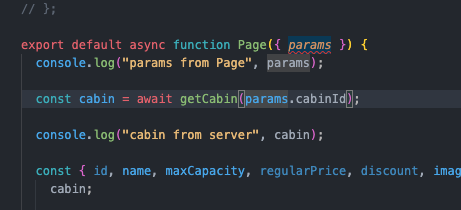 // };
export default async function Page({ params }) {
console.log("params from Page", params);
const cabin = await getCabin(params.cabinId);
console.log("cabin from server", cabin);
const { id, name, maxCapacity, regularPrice, discount, imag
cabin;